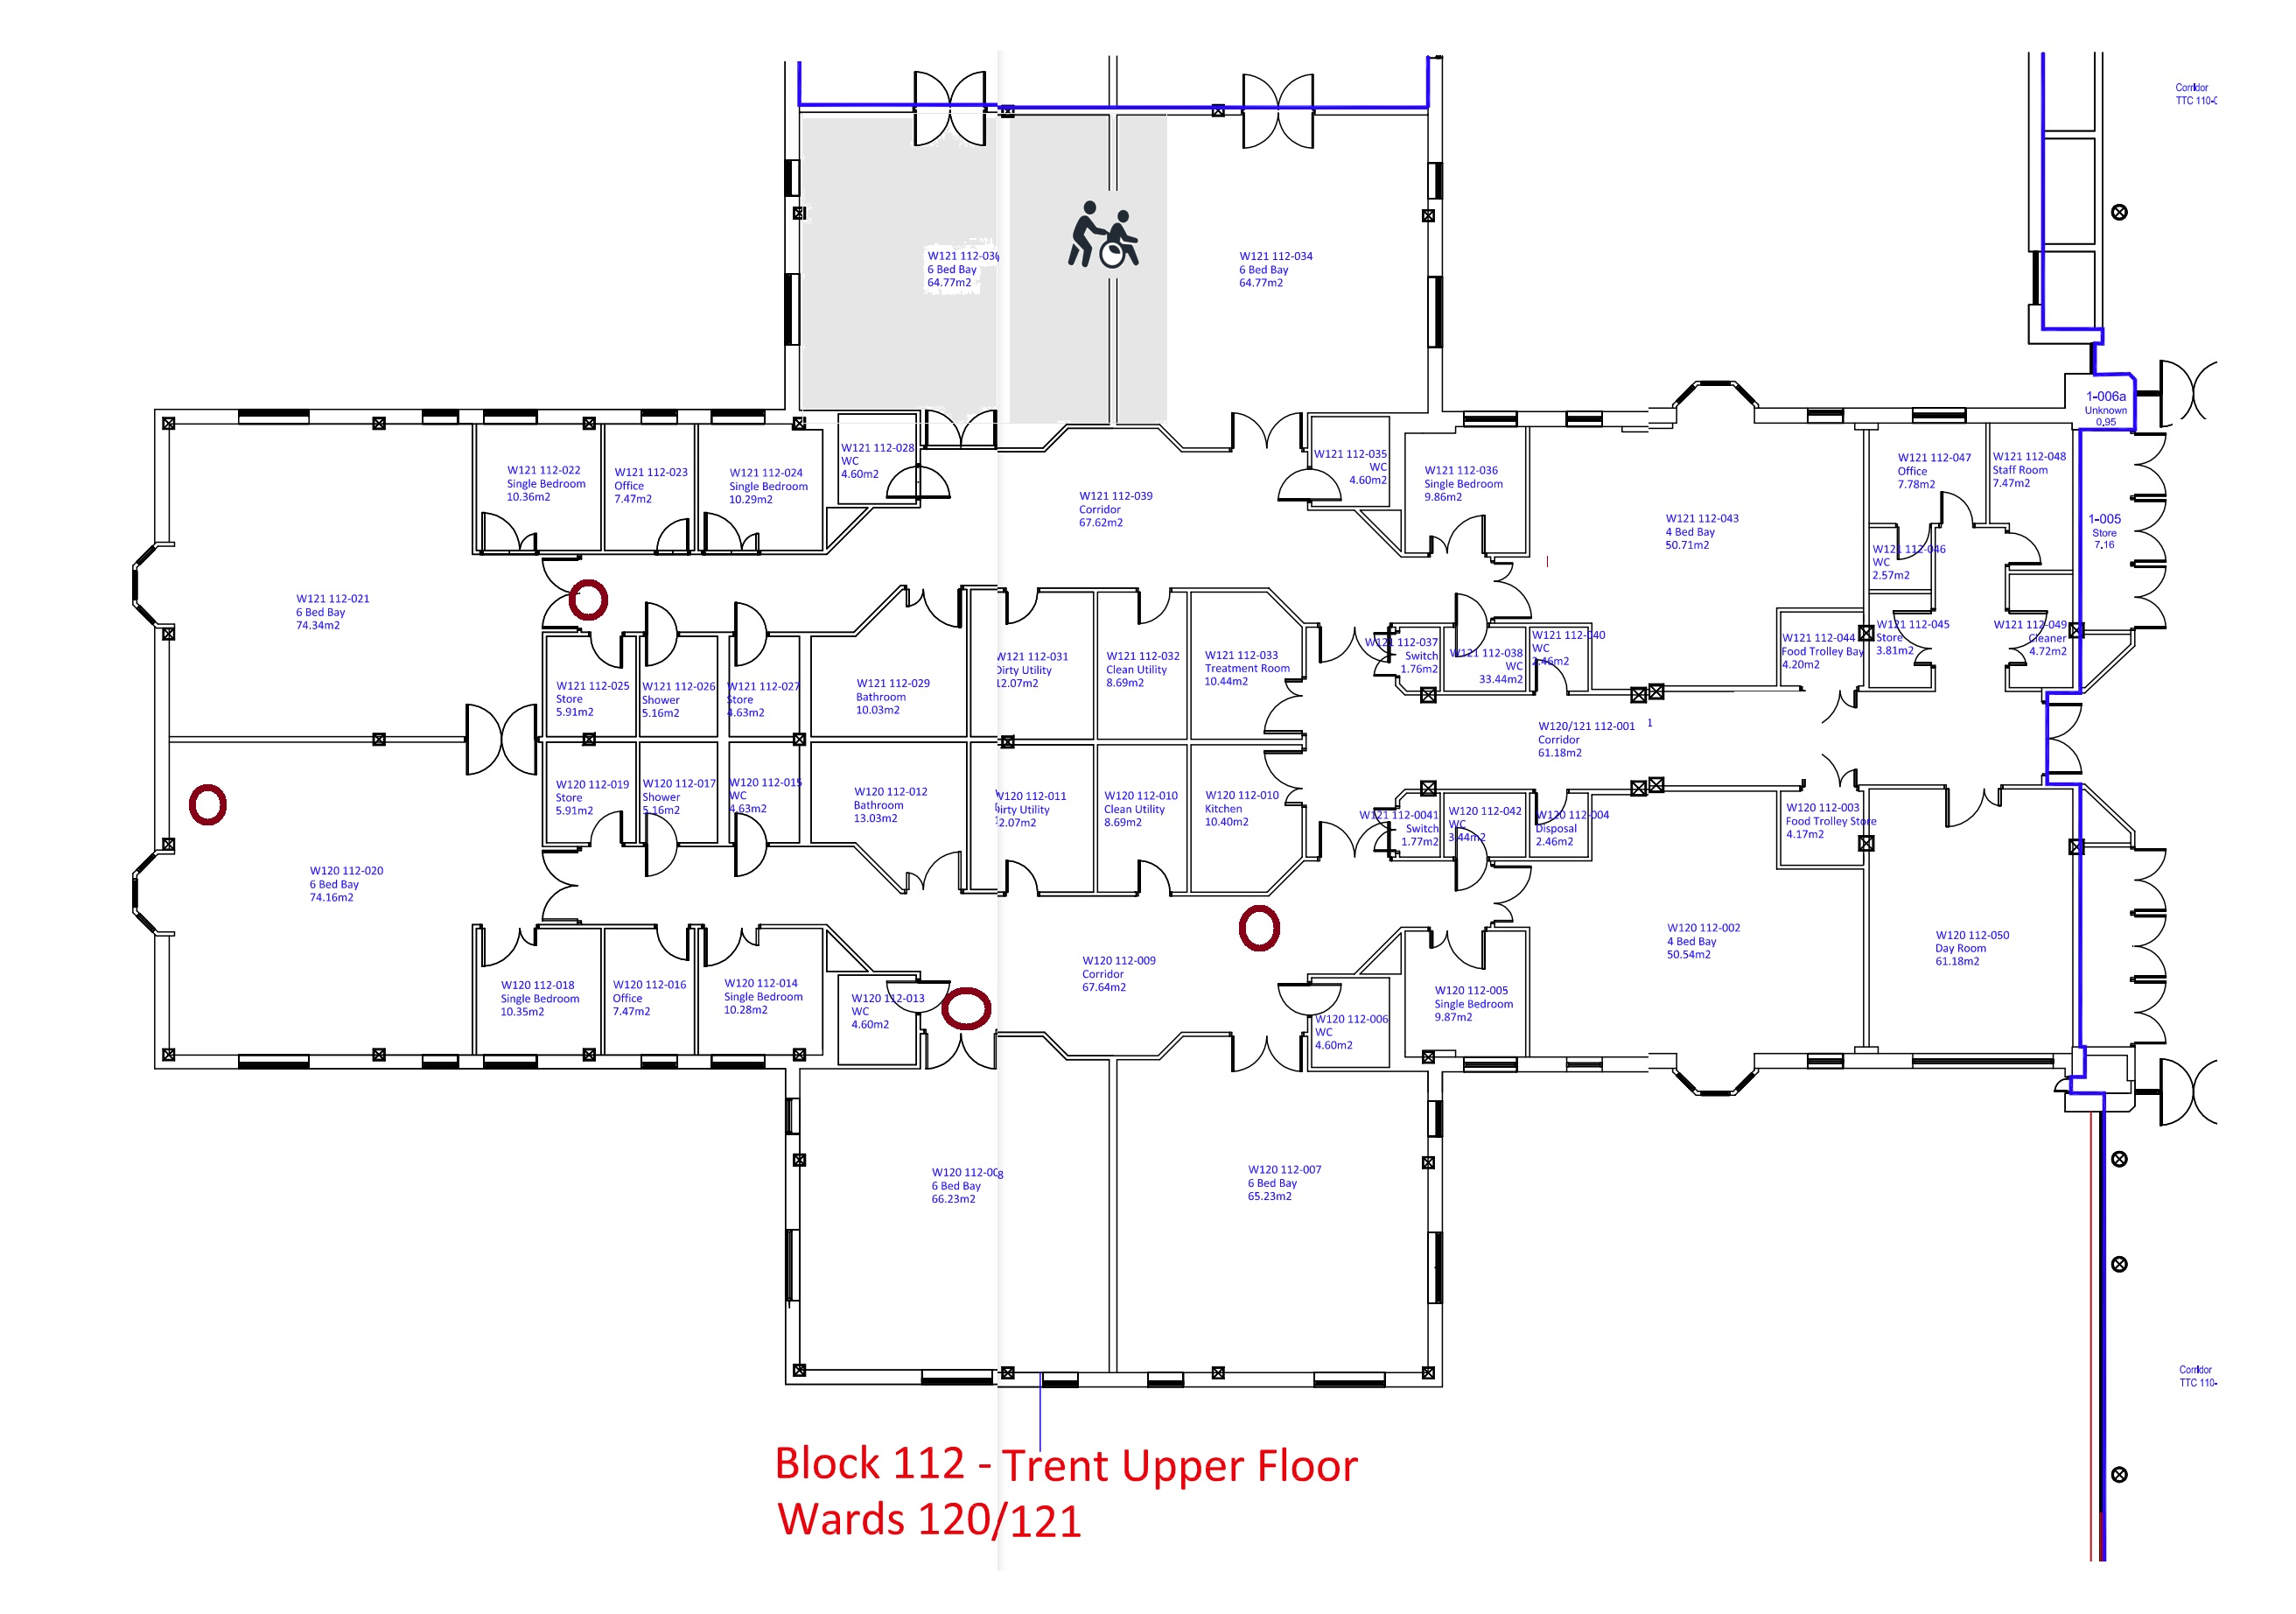 Corridor
TTC 110-0
W121 112-030
6 Bed Bay
64.77m2
W121 112-034
6 Bed Bay
64.77m2
1-006a
Unknown
0.95
W121 112-022
Single Bedroom
10.36m2
W121 112-023
Office
7.47m2
W121 112-024
Single Bedroom
10.29m2
W121 112-028
WC
4.60m2
W121 112-039
Corridor
67.62m2
W121 112-035
WC
4.60m2
W121 112-036
Single Bedroom
9.86m2
W121 112-043
4 Bed Bay
50.71m2
W121 112-047
Office
7.78m2
W121 112-048
Staff Room
7.47m2
1-005
Store
7.16
W121 112-046
WC
2.57m2
W121 112-021
6 Bed Bay
74.34m2
W121 112-025
Store
5.91m2
W121 112-026
Shower
5.16m2
W121 112-027
Store
4.63m2
W121 112-029
Bathroom
10.03m2
W121 112-031
Dirty Utility
12.07m2
W121 112-032
Clean Utility
8.69m2
W121 112-033
Treatment Room
10.44m2
W121 112-037
Switch
1.76m2
W121 112-038
WC
33.44m2
W121 112-040
WC
2.46m2
W121 112-044
Food Trolley Bay
4.20m2
W121 112-045
Store
3.81m2
W121 112-049
Cleaner
4.72m2
W120/121 112-001
Corridor
61.18m2
1
W120 112-019
Store
5.91m2
W120 112-017
Shower
5.16m2
W120 112-015
WC
4.63m2
W120 112-012
Bathroom
13.03m2
W120 112-011
Dirty Utility
12.07m2
W120 112-010
Clean Utility
8.69m2
W120 112-010
Kitchen
10.40m2
W121 112-0041
Switch
1.77m2
W120 112-042
WC
3.44m2
W120 112-004
Disposal
2.46m2
W120 112-003
Food Trolley Store
4.17m2
W120 112-020
6 Bed Bay
74.16m2
W120 112-018
Single Bedroom
10.35m2
W120 112-016
Office
7.47m2
W120 112-014
Single Bedroom
10.28m2
W120 112-013
WC
4.60m2
W120 112-009
Corridor
67.64m2
W120 112-006
WC
4.60m2
W120 112-005
Single Bedroom
9.87m2
W120 112-002
4 Bed Bay
50.54m2
W120 112-050
Day Room
61.18m2
W120 112-008
6 Bed Bay
66.23m2
W120 112-007
6 Bed Bay
65.23m2
Corridor
TTC 110-
Block 112 - Trent Upper Floor
Wards 120/121